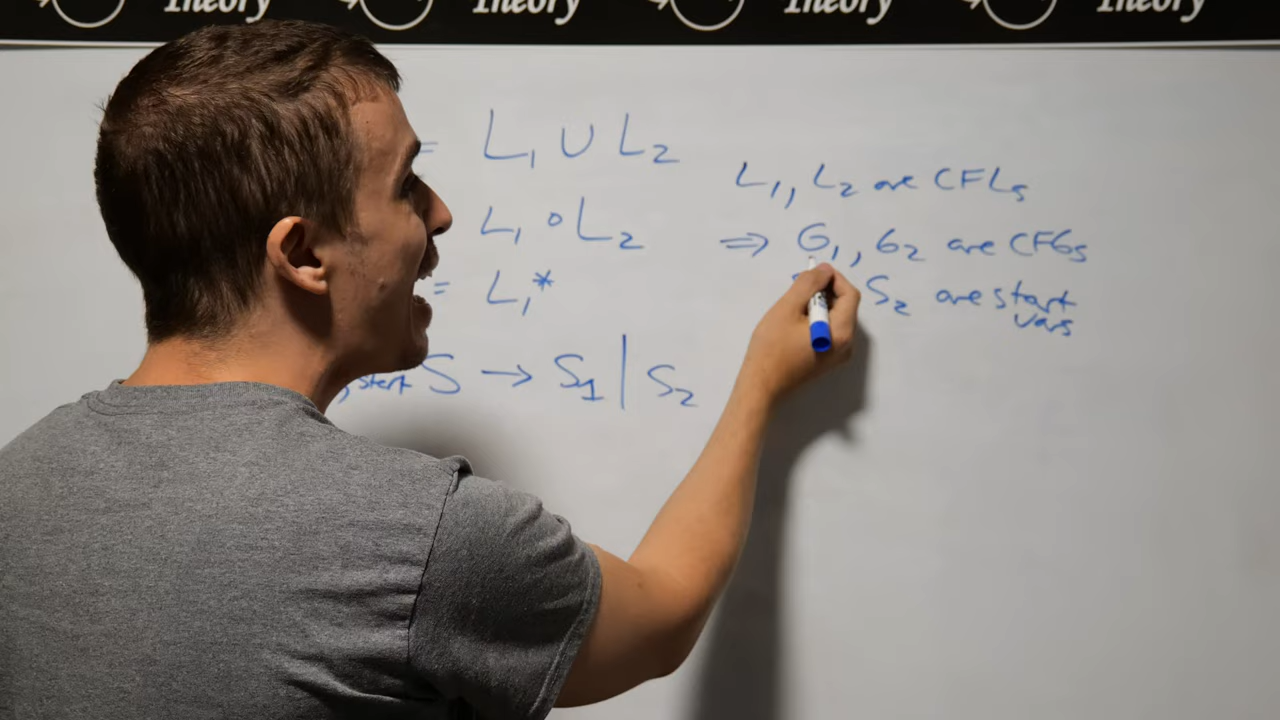 Theory Theory Theory Theory
= L₁ ∪ L₂
L₁ ∘ L₂
= L₁*
, start S → S₁ | S₂
L₁, L₂ are CFLs
⇒ G₁, G₂ are CFGs
S₂ are start
vars